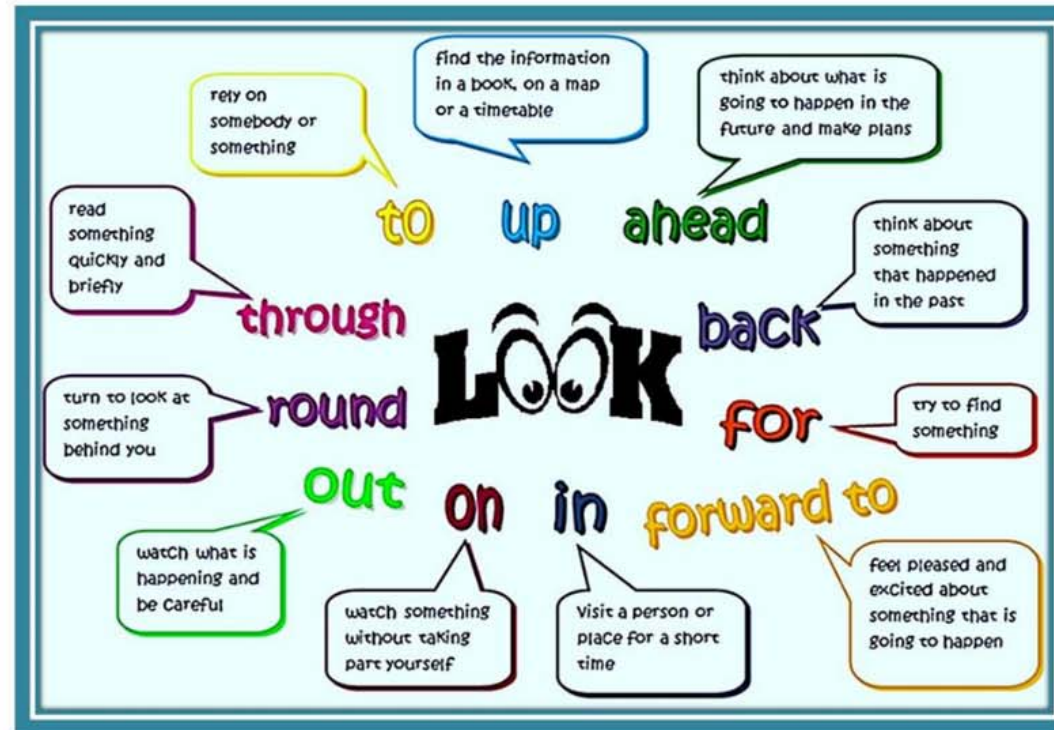 find the information
in a book, on a map
or a timetable
think about what is
going to happen in the
future and make plans
rely on
somebody or
something
to
up
ahead
read
something
quickly and
briefly
think about
something
that happened
in the past
through
LOOK
back
turn to look at
something
behind you
round
for
try to find
something
out
on
in
forward to
watch what is
happening and
be careful
watch something
without taking
part yourself
visit a person or
place for a short
time
feel pleased and
excited about
something that is
going to happen